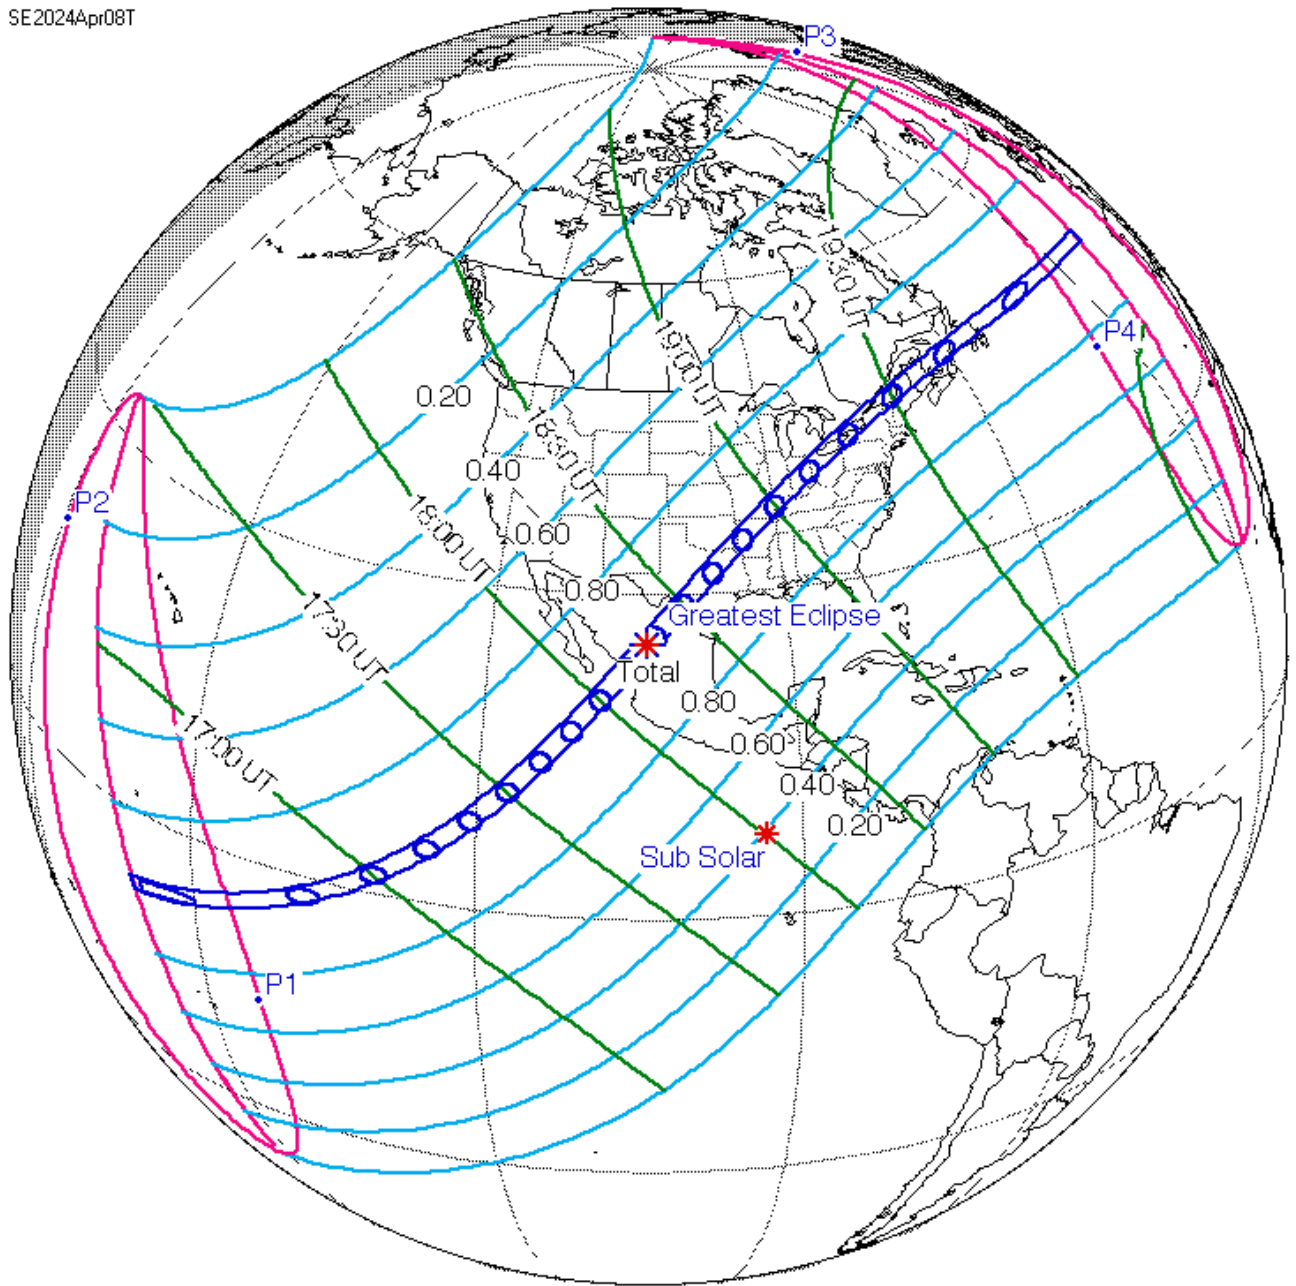 SE2024Apr08T
P3
19:30 UT
P4
19:00 UT
0.20
18:30 UT
0.40
P2
18:00 UT
0.60
0.80
Greatest Eclipse
17:30 UT
Total
0.80
17:00 UT
0.60
0.40
0.20
Sub Solar
P1